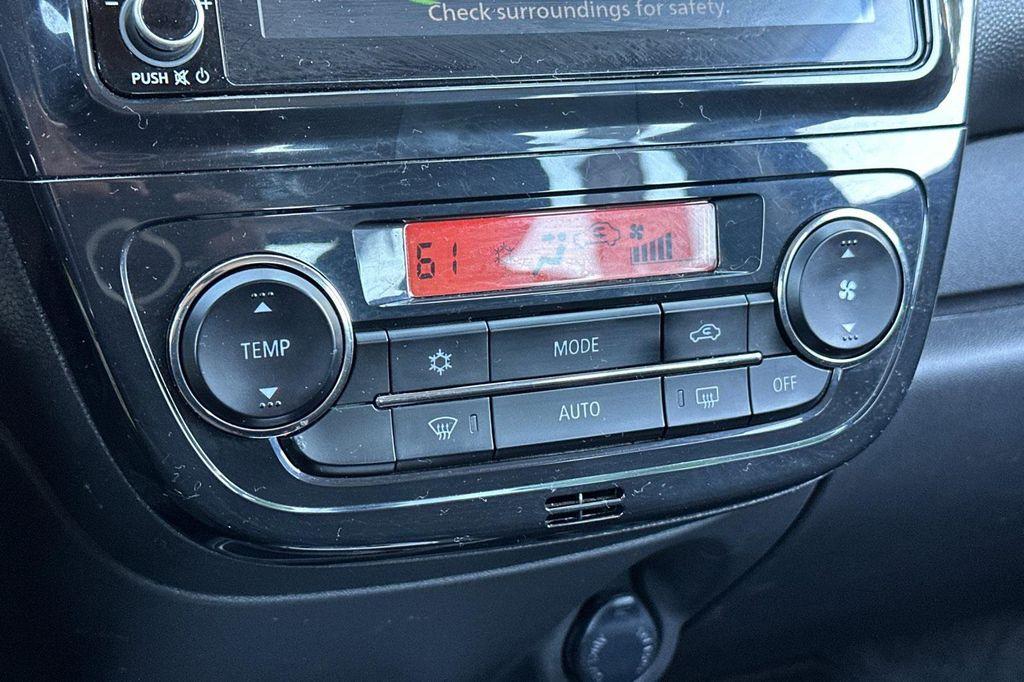 Check surroundings for safety.
- +
PUSH
61
TEMP
MODE
AUTO
OFF